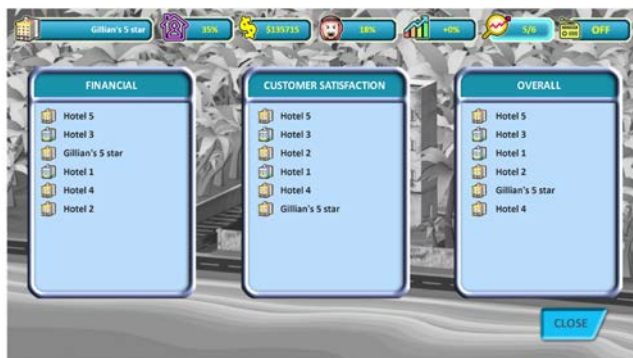 Gillian's 5 star
35%
$135715
18%
+0%
5/6
OFF
FINANCIAL
Hotel 5
Hotel 3
Gillian's 5 star
Hotel 1
Hotel 4
Hotel 2
CUSTOMER SATISFACTION
Hotel 5
Hotel 3
Hotel 2
Hotel 1
Hotel 4
Gillian's 5 star
OVERALL
Hotel 5
Hotel 3
Hotel 1
Hotel 2
Gillian's 5 star
Hotel 4
CLOSE